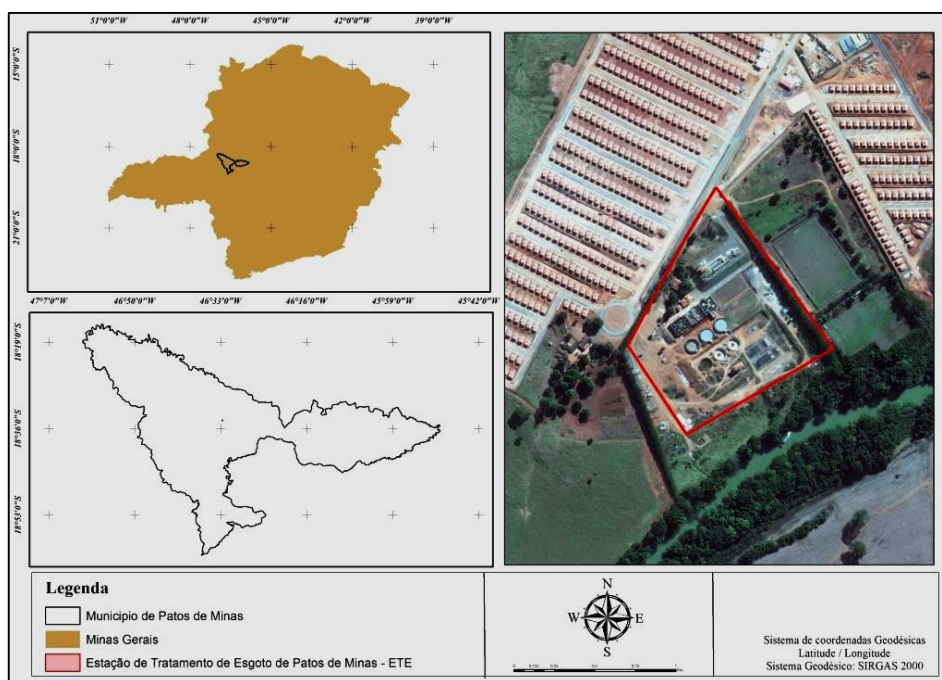 51°0'0"W 48°0'0"W 45°0'0"W 42°0'0"W 39°0'0"W
15°0'0"S
18°0'0"S
21°0'0"S
47°7'0"W 46°50'0"W 46°33'0"W 46°16'0"W 45°59'0"W 45°42'0"W
18°19'0"S
18°36'0"S
18°53'0"S
Legenda
Municipio de Patos de Minas
Minas Gerais
Estação de Tratamento de Esgoto de Patos de Minas - ETE
N
W E
S
Sistema de coordenadas Geodésicas
Latitude / Longitude
Sistema Geodésico: SIRGAS 2000